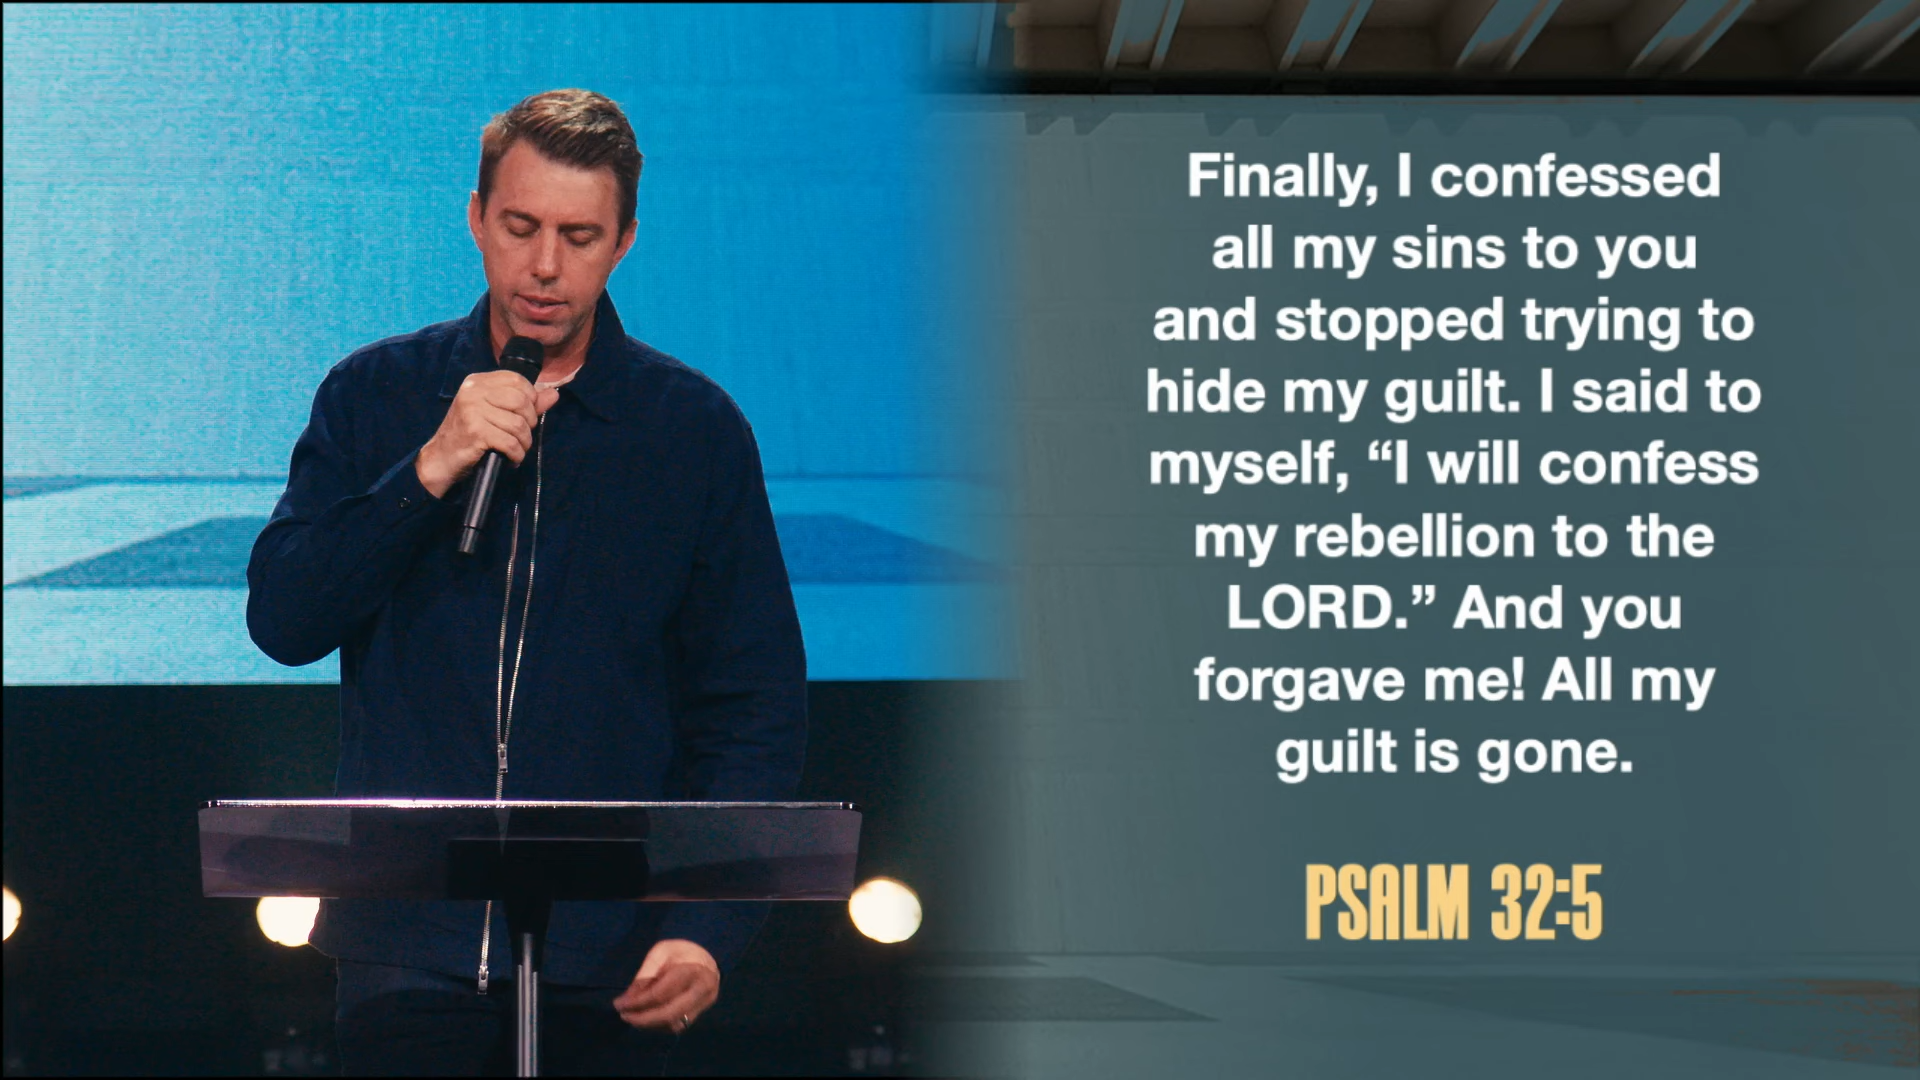 Finally, I confessed
all my sins to you
and stopped trying to
hide my guilt. I said to
myself, “I will confess
my rebellion to the
LORD.” And you
forgave me! All my
guilt is gone.
PSALM 32:5